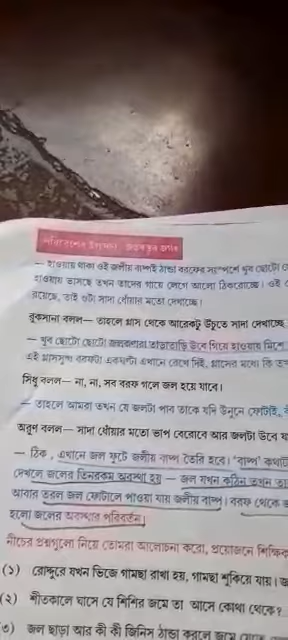 পরিবেশের উপাদান : জড়বস্তুর জগৎ
— হাওয়ায় থাকা ওই জলীয় বাষ্পই ঠান্ডা বরফের সংস্পর্শে খুব ছোটো
হাওয়ায় ভাসছে তখন তাদের গায়ে লেগে আলো ঠিকরোচ্ছে। ওই
রয়েছে, তাই ওটা সাদা ধোঁয়ার মতো দেখাচ্ছে।
রুকসানা বলল— তাহলে গ্লাস থেকে আরেকটু উঁচুতে সাদা দেখাচ্ছে
— খুব ছোটো ছোটো জলকণারা তাড়াতাড়ি উবে গিয়ে হাওয়ায় মিশে
এই গ্লাসসুদ্ধ বরফটা একঘণ্টা এখানে রেখে দিই, গ্লাসের মধ্যে কি
সিধু বলল— না, না, সব বরফ গলে জল হয়ে যাবে।
— তাহলে আমরা তখন যে জলটা পাব তাকে যদি উনুনে ফোটাই,
অরুণ বলল— সাদা ধোঁয়ার মতো ভাপ বেরোবে আর জলটা উবে
— ঠিক, এখানে জল ফুটে জলীয় বাষ্প তৈরি হবে। 'বাষ্প' কথাটা
দেখলে জলের তিনরকম অবস্থা হয় — জল যখন কঠিন তখন তা
আবার তরল জল ফোটালে পাওয়া যায় জলীয় বাষ্প। বরফ থেকে
হলো জলের অবস্থার পরিবর্তন।
নীচের প্রশ্নগুলো নিয়ে তোমরা আলোচনা করো, প্রয়োজনে শিক্ষিক
(১) রোদ্দুরে যখন ভিজে গামছা রাখা হয়, গামছা শুকিয়ে যায়।
(২) শীতকালে ঘাসে যে শিশির জমে তা আসে কোথা থেকে?
৩) জল ছাড়া আর কী কী জিনিস ঠান্ডা করলে জমে যেতে